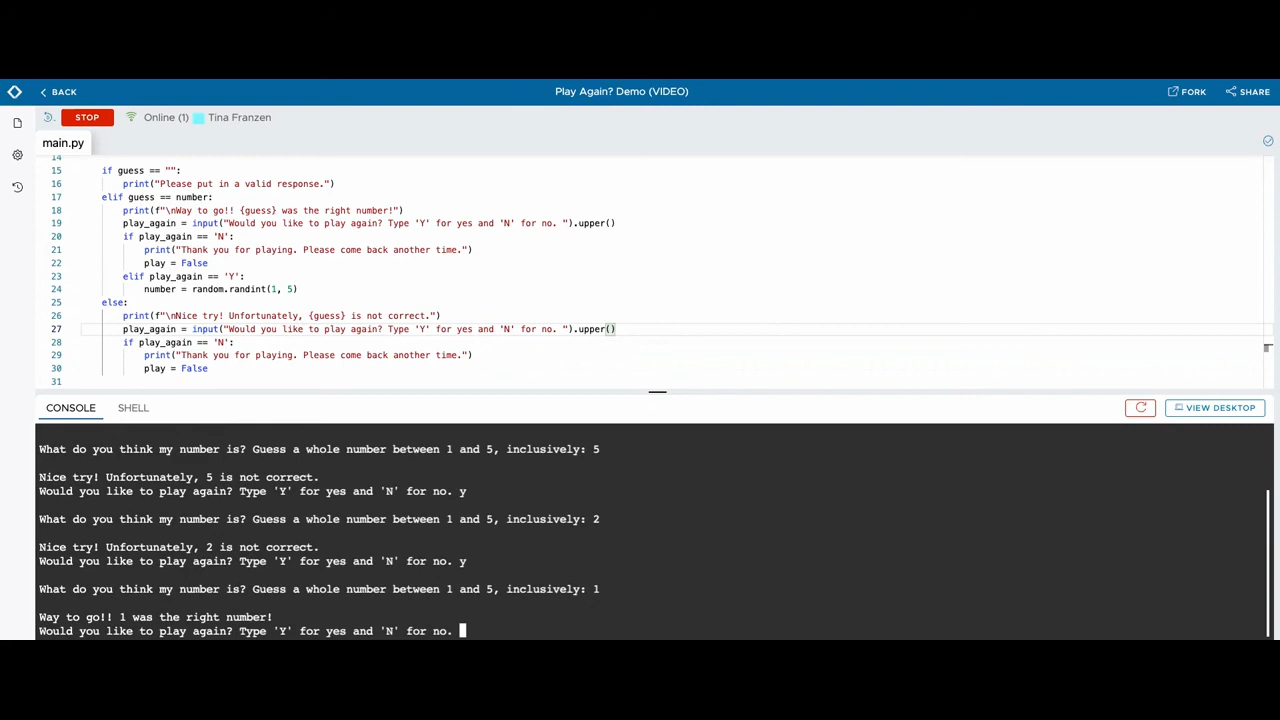 BACK
Play Again? Demo (VIDEO)
FORK
SHARE
STOP
Online (1)
Tina Franzen
main.py
14
15 if guess == "":
16 print("Please put in a valid response.")
17 elif guess == number:
18 print(f"\nWay to go!! {guess} was the right number!")
19 play_again = input("Would you like to play again? Type 'Y' for yes and 'N' for no. ").upper()
20 if play_again == 'N':
21 print("Thank you for playing. Please come back another time.")
22 play = False
23 elif play_again == 'Y':
24 number = random.randint(1, 5)
25 else:
26 print(f"\nNice try! Unfortunately, {guess} is not correct.")
27 play_again = input("Would you like to play again? Type 'Y' for yes and 'N' for no. ").upper()
28 if play_again == 'N':
29 print("Thank you for playing. Please come back another time.")
30 play = False
31
CONSOLE
SHELL
VIEW DESKTOP
What do you think my number is? Guess a whole number between 1 and 5, inclusively: 5
Nice try! Unfortunately, 5 is not correct.
Would you like to play again? Type 'Y' for yes and 'N' for no. y
What do you think my number is? Guess a whole number between 1 and 5, inclusively: 2
Nice try! Unfortunately, 2 is not correct.
Would you like to play again? Type 'Y' for yes and 'N' for no. y
What do you think my number is? Guess a whole number between 1 and 5, inclusively: 1
Way to go!! 1 was the right number!
Would you like to play again? Type 'Y' for yes and 'N' for no.